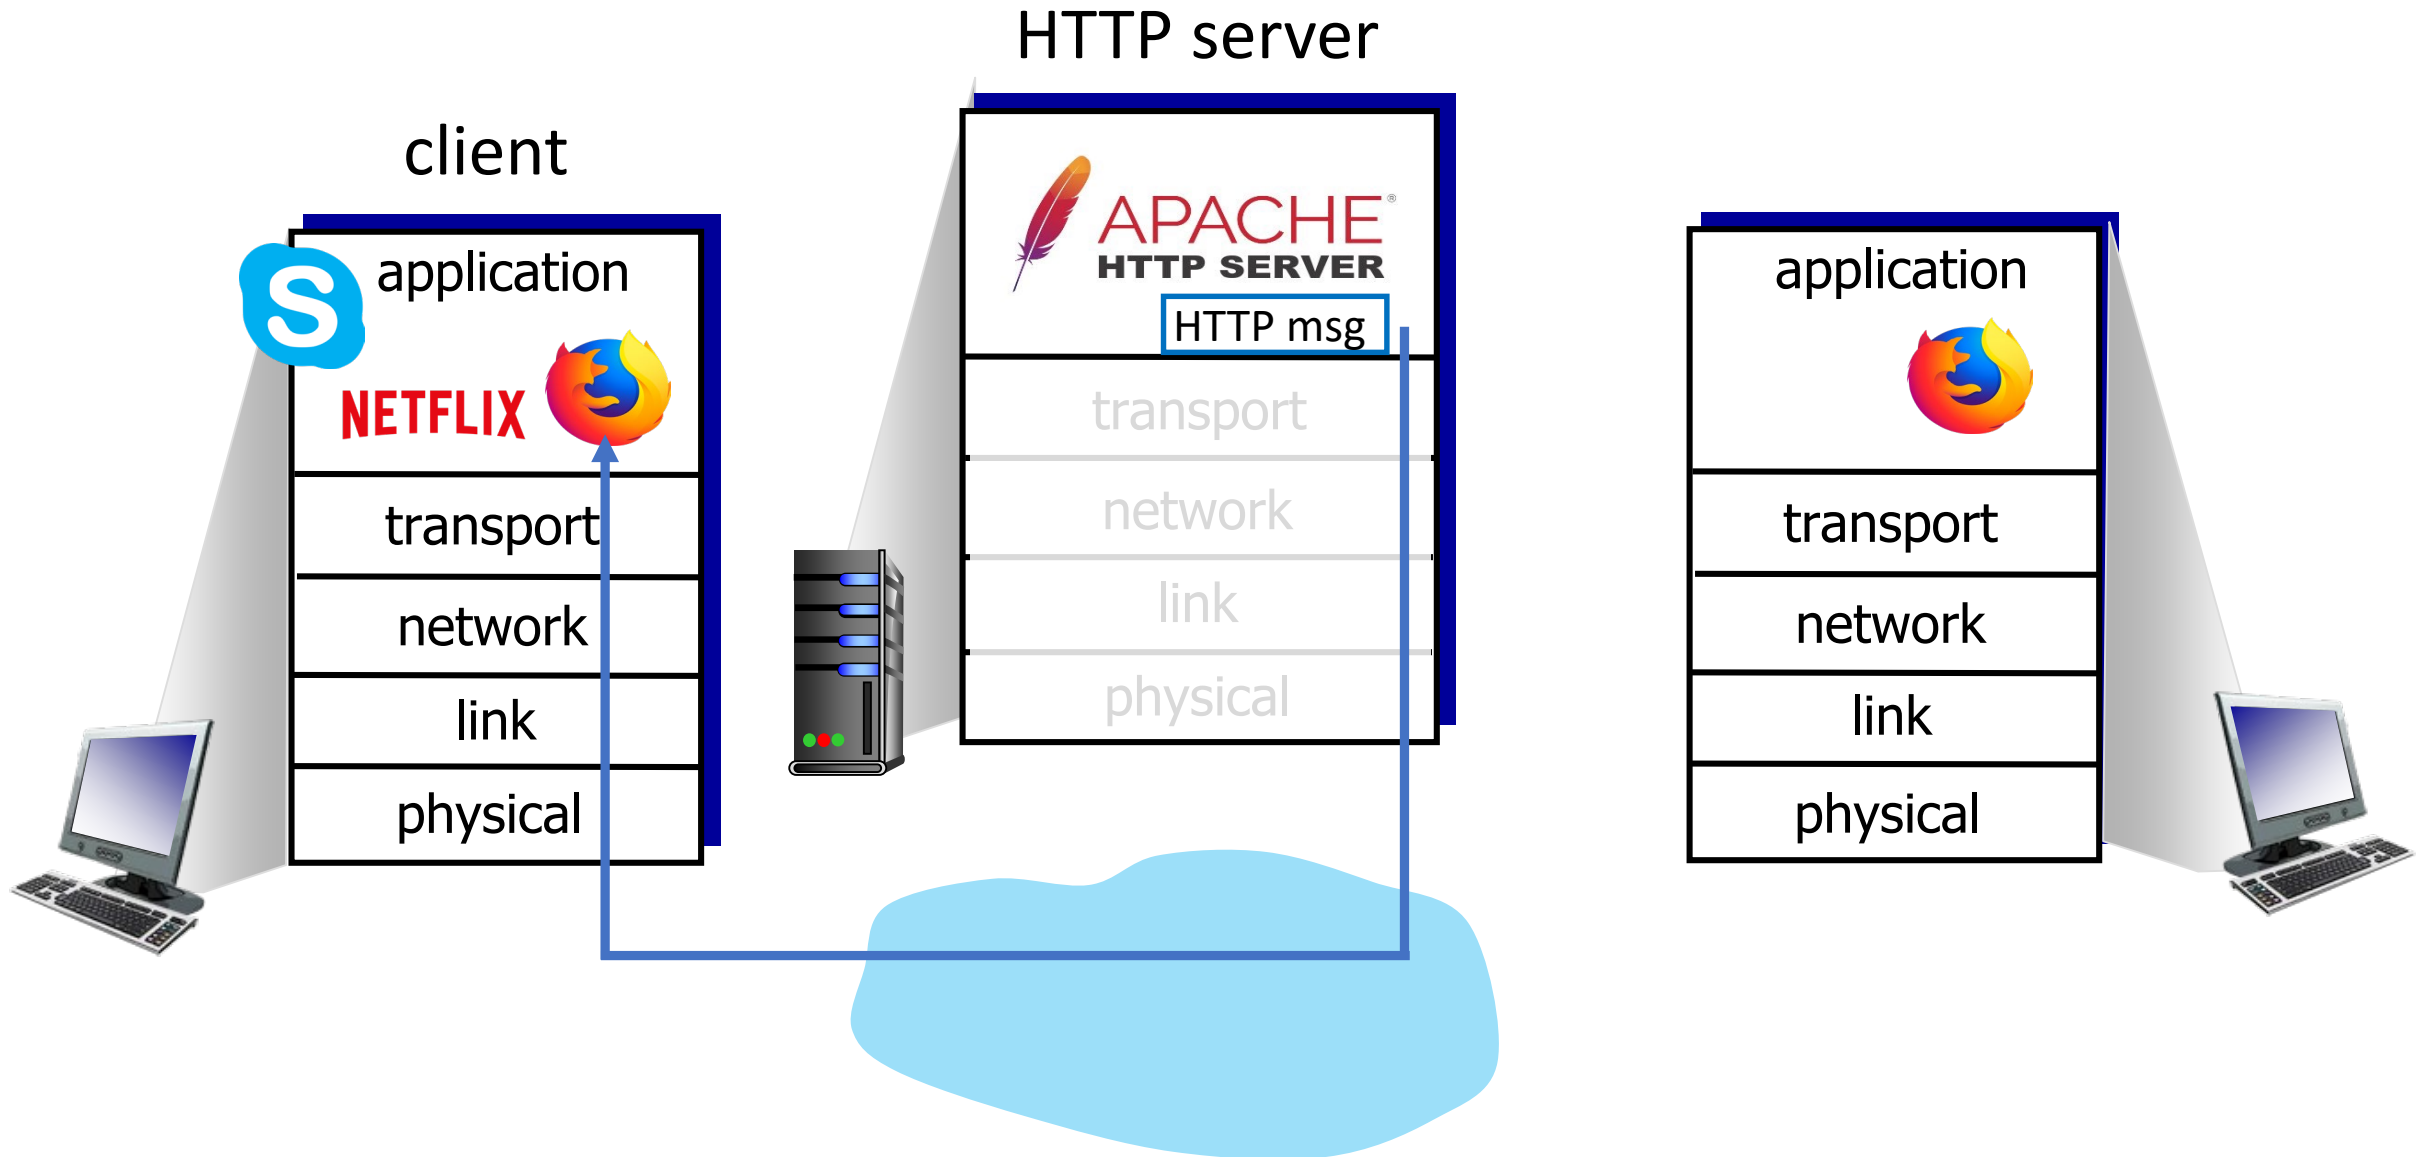 HTTP server
client
application
S
NETFLIX
transport
network
link
physical
APACHE®
HTTP SERVER
HTTP msg
transport
network
link
physical
application
transport
network
link
physical